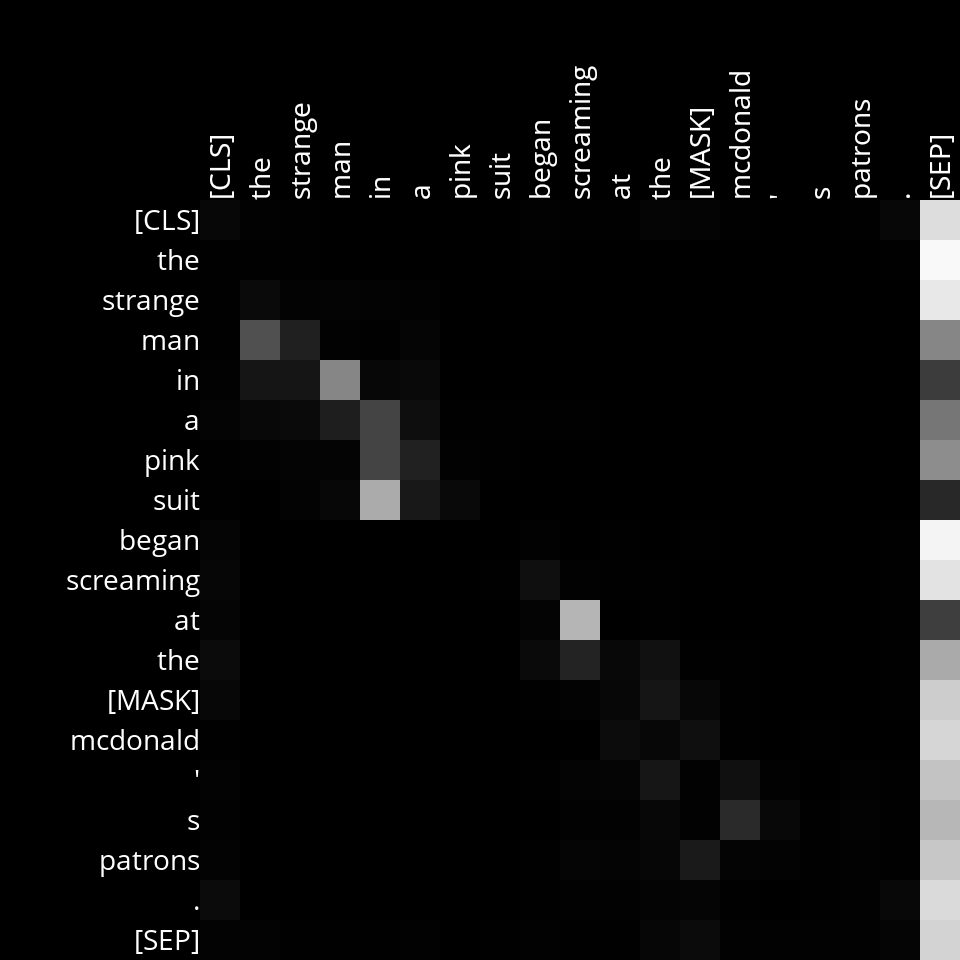 [CLS] the strange man in a pink suit began screaming at the [MASK] mcdonald ' s patrons . [SEP]
[CLS]
the
strange
man
in
a
pink
suit
began
screaming
at
the
[MASK]
mcdonald
'
s
patrons
.
[SEP]